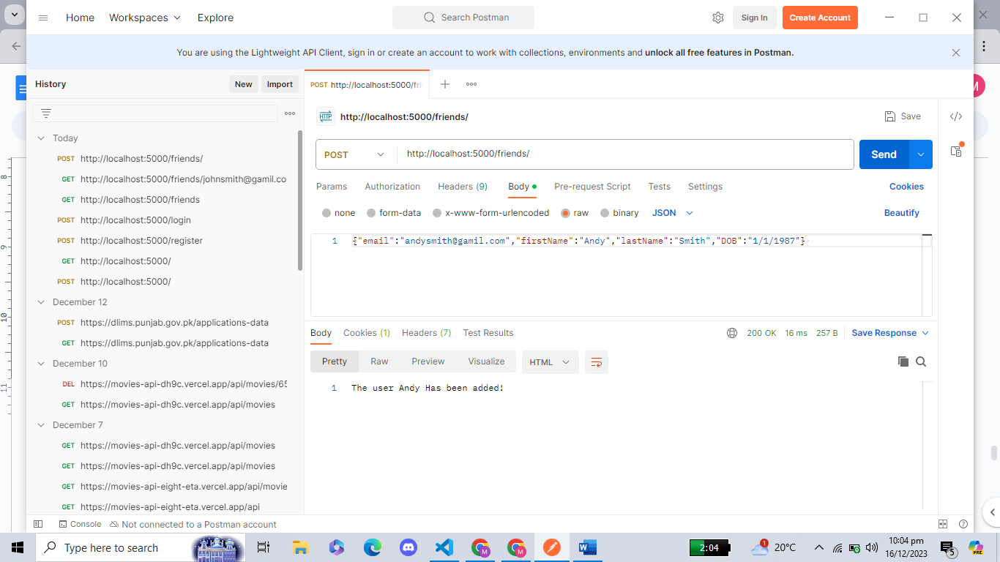 Home
Workspaces
Explore
Search Postman
Sign In
Create Account
You are using the Lightweight API Client, sign in or create an account to work with collections, environments and unlock all free features in Postman.
History
New
Import
POST http://localhost:5000/fri
Today
POST http://localhost:5000/friends/
GET http://localhost:5000/friends/johnsmith@gamil.co
GET http://localhost:5000/friends
POST http://localhost:5000/login
POST http://localhost:5000/register
GET http://localhost:5000/
POST http://localhost:5000/
December 12
POST https://dlims.punjab.gov.pk/applications-data
GET https://dlims.punjab.gov.pk/applications-data
December 10
DEL https://movies-api-dh9c.vercel.app/api/movies/65
GET https://movies-api-dh9c.vercel.app/api/movies
December 7
GET https://movies-api-dh9c.vercel.app/api/movies
GET https://movies-api-dh9c.vercel.app/api/movies
GET https://movies-api-eight-eta.vercel.app/api/movie
GET https://movies-api-eight-eta.vercel.app/api
HTTP http://localhost:5000/friends/
Save
POST http://localhost:5000/friends/
Send
Params Authorization Headers (9) Body Pre-request Script Tests Settings Cookies
none form-data x-www-form-urlencoded raw binary JSON Beautify
1 {"email":"andysmith@gamil.com","firstName":"Andy","lastName":"Smith","DOB":"1/1/1987"}
Body Cookies (1) Headers (7) Test Results 200 OK 16 ms 257 B Save Response
Pretty Raw Preview Visualize HTML
1 The user Andy Has been added!
Console Not connected to a Postman account
Type here to search
2:04
1
20°C
10:04 pm
16/12/2023
5
PRE
M
M
M
8
9
10
11